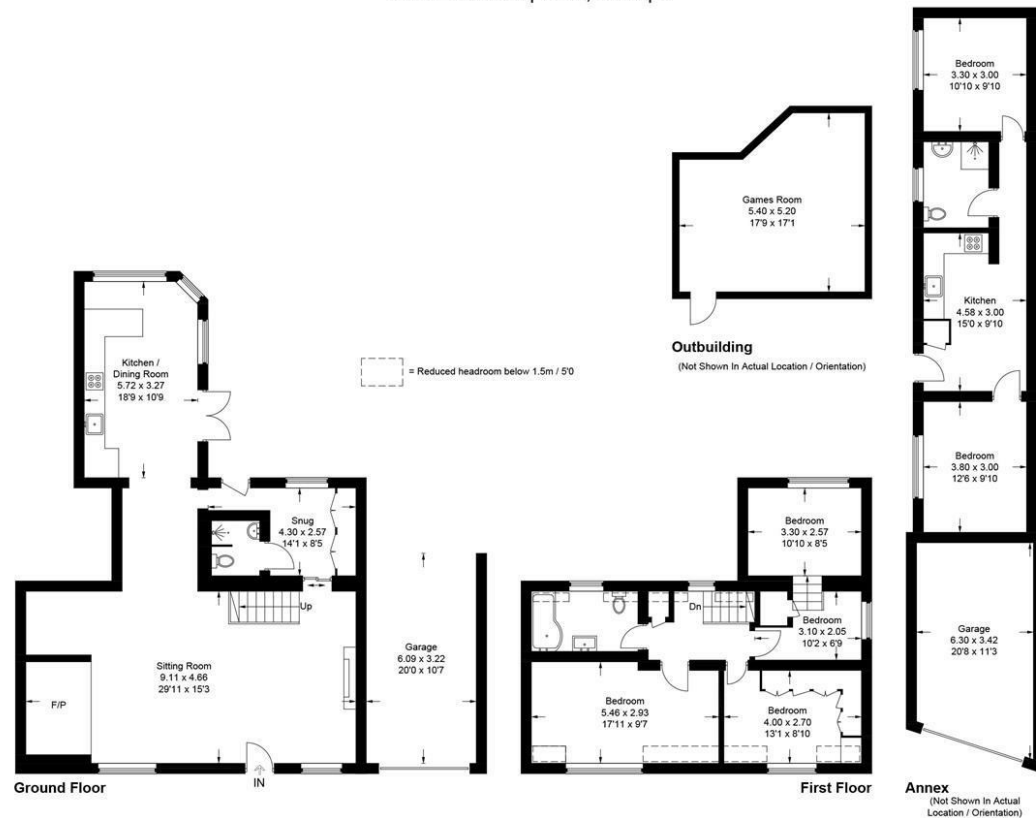 Bedroom
3.30 x 3.00
10'10 x 9'10
Games Room
5.40 x 5.20
17'9 x 17'1
Kitchen
4.58 x 3.00
15'0 x 9'10
Outbuilding
(Not Shown In Actual Location / Orientation)
Kitchen /
Dining Room
5.72 x 3.27
18'9 x 10'9
= Reduced headroom below 1.5m / 5'0
Bedroom
3.80 x 3.00
12'6 x 9'10
Snug
4.30 x 2.57
14'1 x 8'5
Bedroom
3.30 x 2.57
10'10 x 8'5
Up
Dn
Bedroom
3.10 x 2.05
10'2 x 6'9
Garage
6.09 x 3.22
20'0 x 10'7
Garage
6.30 x 3.42
20'8 x 11'3
Sitting Room
9.11 x 4.66
29'11 x 15'3
F/P
Bedroom
5.46 x 2.93
17'11 x 9'7
Bedroom
4.00 x 2.70
13'1 x 8'10
IN
Ground Floor
First Floor
Annex
(Not Shown In Actual
Location / Orientation)